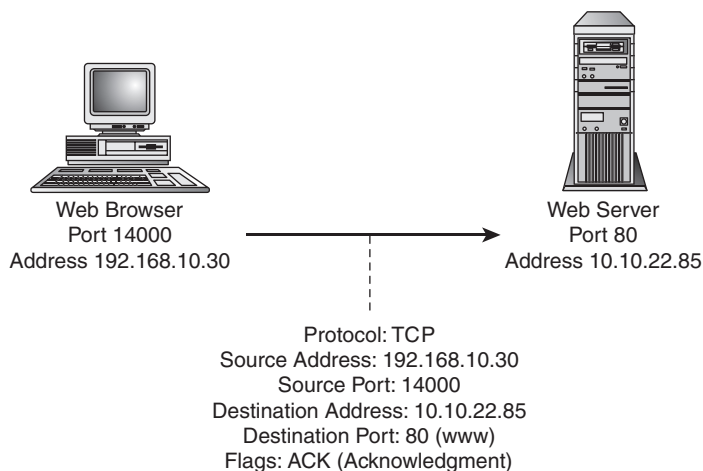 Web Browser
Port 14000
Address 192.168.10.30
Web Server
Port 80
Address 10.10.22.85
Protocol: TCP
Source Address: 192.168.10.30
Source Port: 14000
Destination Address: 10.10.22.85
Destination Port: 80 (www)
Flags: ACK (Acknowledgment)